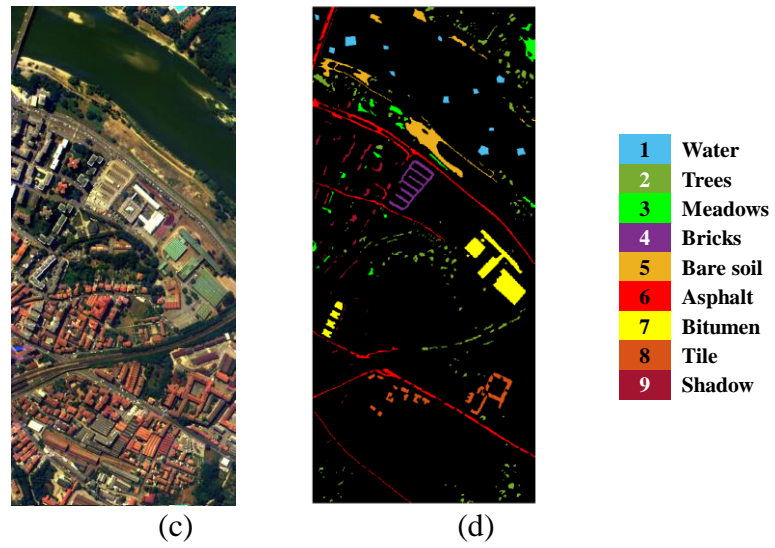 1 Water
2 Trees
3 Meadows
4 Bricks
5 Bare soil
6 Asphalt
7 Bitumen
8 Tile
9 Shadow
(c) (d)